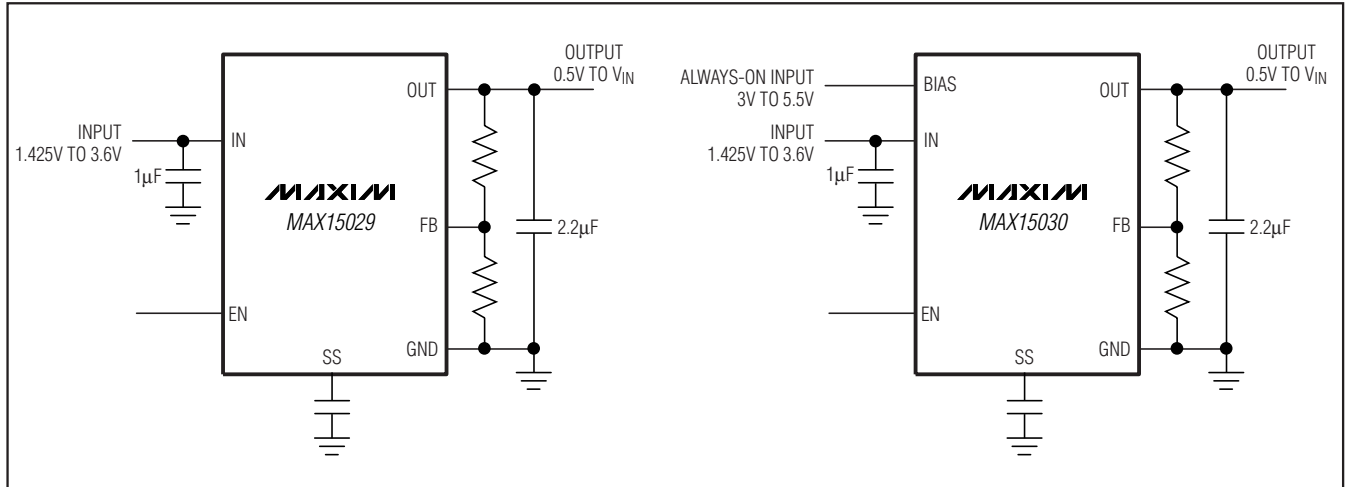 OUTPUT
0.5V TO VIN
OUT
INPUT
1.425V TO 3.6V
IN
1µF
MAXIM
MAX15029
FB
2.2µF
EN
GND
SS
OUTPUT
0.5V TO VIN
ALWAYS-ON INPUT
3V TO 5.5V
BIAS
OUT
INPUT
1.425V TO 3.6V
IN
1µF
MAXIM
MAX15030
FB
2.2µF
EN
GND
SS